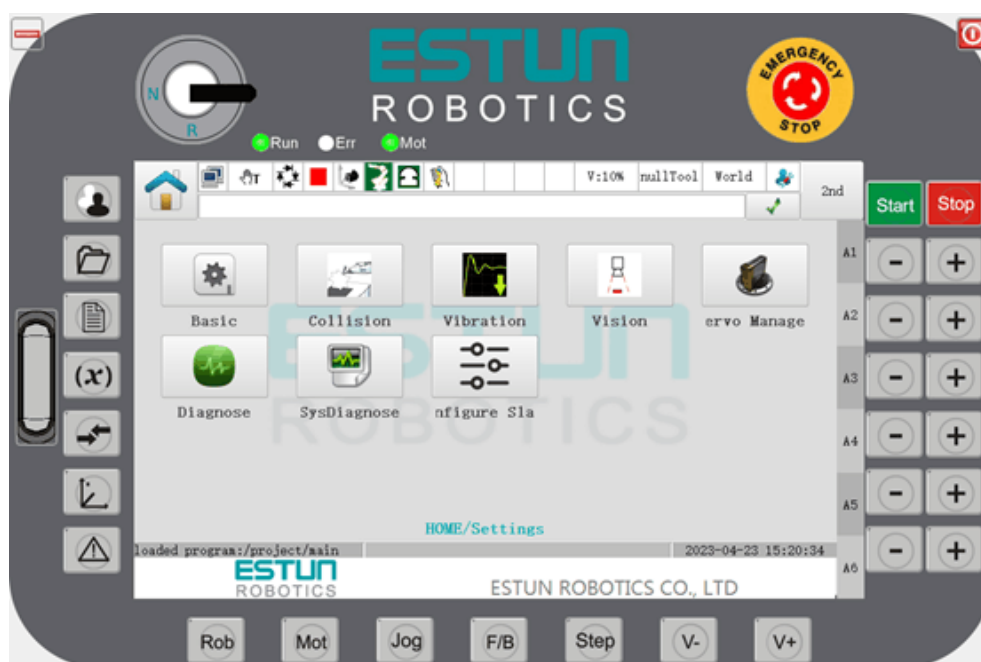 ESTUN
ROBOTICS
EMERGENCY
STOP
N
R
Run Err Mot
T V:10% nullTool World 2nd
Start Stop
A1
A2
A3
A4
A5
A6
Basic Collision Vibration Vision ervo Manage
(x)
Diagnose SysDiagnose nfigure Sla
ESTUN
ROBOTICS
HOME/Settings
loaded program:/project/main 2023-04-23 15:20:34
ESTUN
ROBOTICS
ESTUN ROBOTICS CO., LTD
Rob Mot Jog F/B Step V- V+